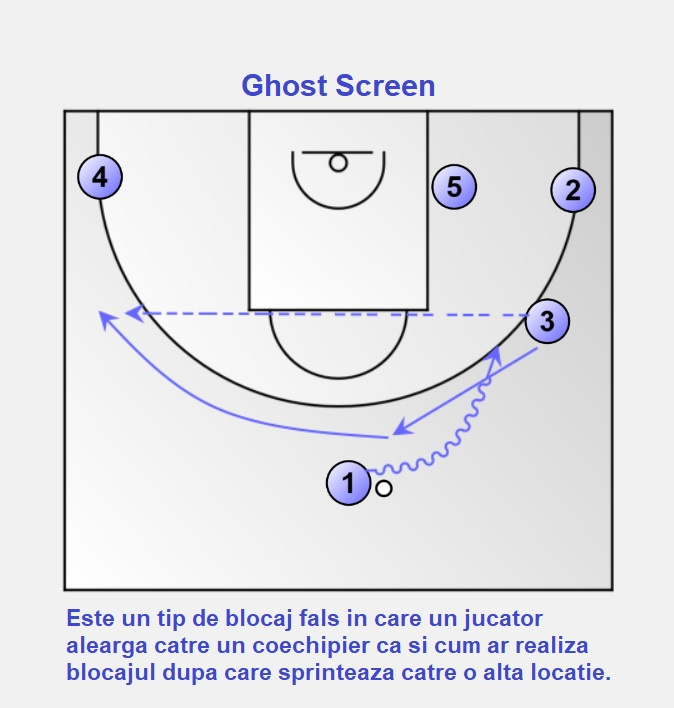 Ghost Screen
4
5
2
3
1
Este un tip de blocaj fals in care un jucator
alearga catre un coechipier ca si cum ar realiza
blocajul dupa care sprinteaza catre o alta locatie.